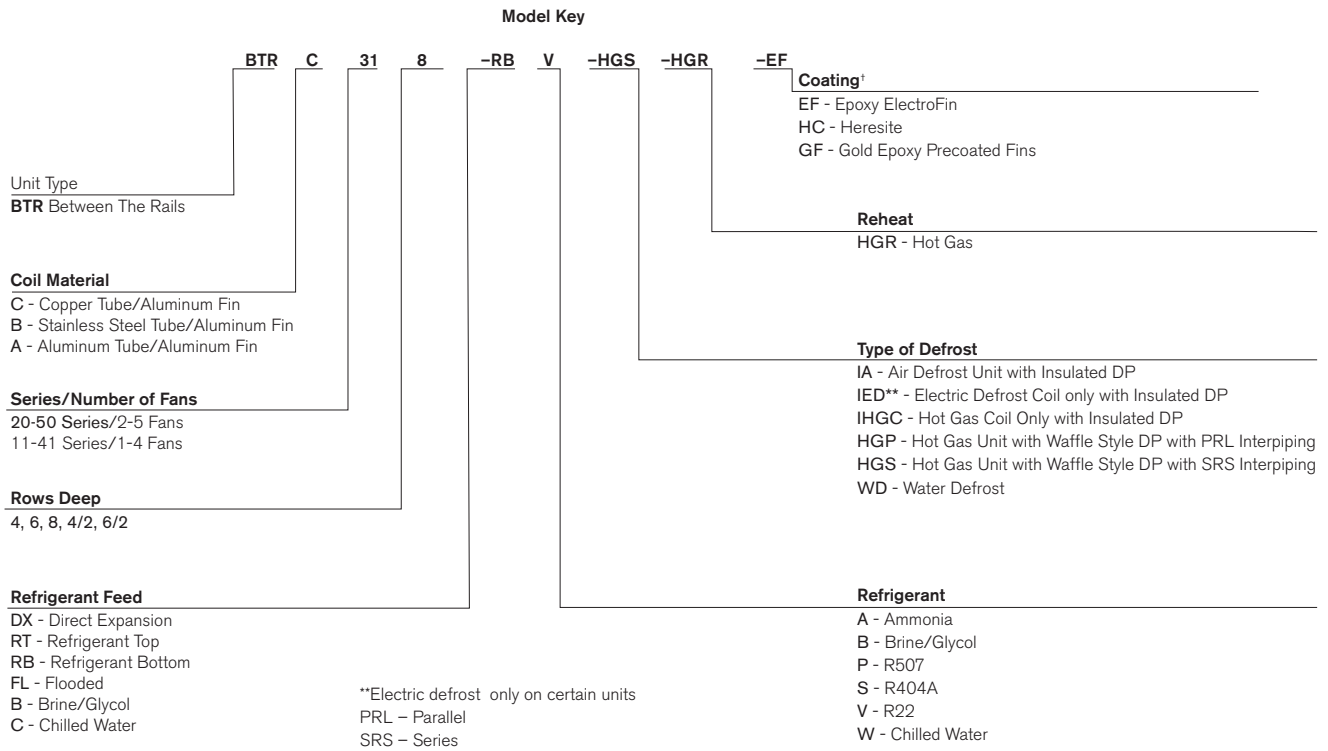 Model Key
BTR C 31 8 –RB V –HGS –HGR –EF
Coating†
EF - Epoxy ElectroFin
HC - Heresite
GF - Gold Epoxy Precoated Fins
Unit Type
BTR Between The Rails
Reheat
HGR - Hot Gas
Coil Material
C - Copper Tube/Aluminum Fin
B - Stainless Steel Tube/Aluminum Fin
A - Aluminum Tube/Aluminum Fin
Type of Defrost
IA - Air Defrost Unit with Insulated DP
IED** - Electric Defrost Coil only with Insulated DP
IHGC - Hot Gas Coil Only with Insulated DP
HGP - Hot Gas Unit with Waffle Style DP with PRL Interpiping
HGS - Hot Gas Unit with Waffle Style DP with SRS Interpiping
WD - Water Defrost
Series/Number of Fans
20-50 Series/2-5 Fans
11-41 Series/1-4 Fans
Rows Deep
4, 6, 8, 4/2, 6/2
Refrigerant Feed
DX - Direct Expansion
RT - Refrigerant Top
RB - Refrigerant Bottom
FL - Flooded
B - Brine/Glycol
C - Chilled Water
**Electric defrost only on certain units
PRL – Parallel
SRS – Series
Refrigerant
A - Ammonia
B - Brine/Glycol
P - R507
S - R404A
V - R22
W - Chilled Water